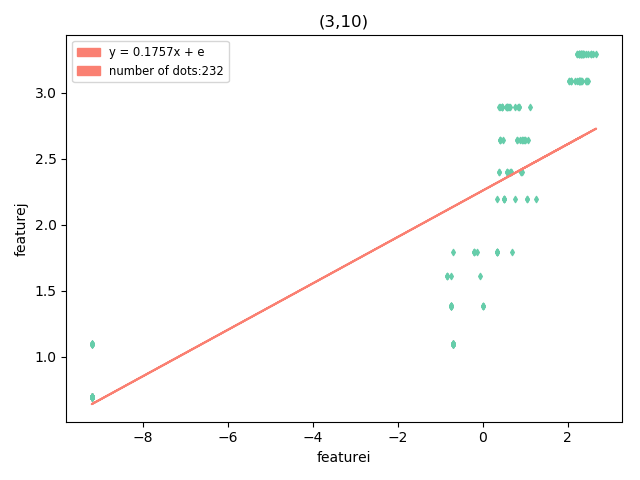 (3,10)
y = 0.1757x + e
number of dots:232
3.0
2.5
2.0
1.5
1.0
featurej
−8 −6 −4 −2 0 2
featurei